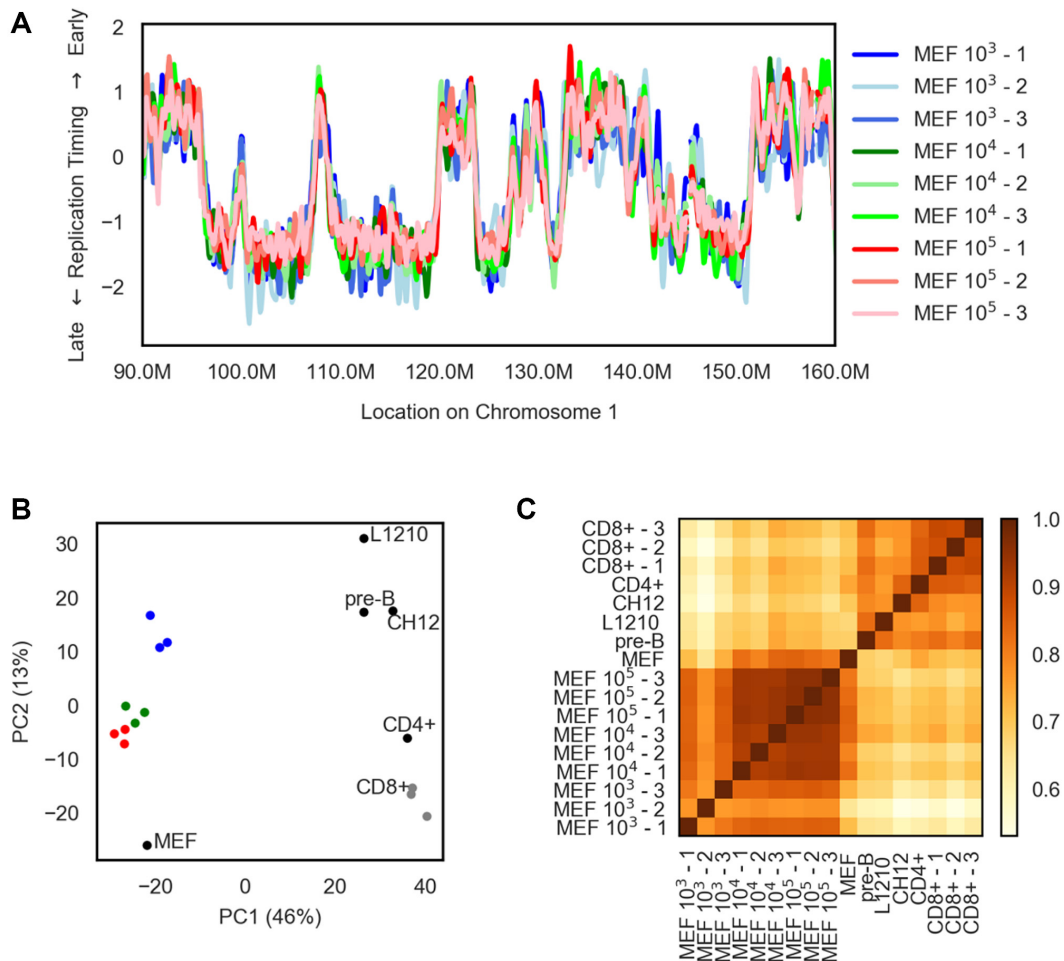 A
Late ← Replication Timing → Early
2
1
0
−1
−2
90.0M 100.0M 110.0M 120.0M 130.0M 140.0M 150.0M 160.0M
Location on Chromosome 1
MEF 10³ - 1
MEF 10³ - 2
MEF 10³ - 3
MEF 10⁴ - 1
MEF 10⁴ - 2
MEF 10⁴ - 3
MEF 10⁵ - 1
MEF 10⁵ - 2
MEF 10⁵ - 3
B
PC2 (13%)
30
20
10
0
−10
−20
L1210
pre-B
CH12
CD4+
CD8+
MEF
−20 0 20 40
PC1 (46%)
C
CD8+ - 3
CD8+ - 2
CD8+ - 1
CD4+
CH12
L1210
pre-B
MEF
MEF 10⁵ - 3
MEF 10⁵ - 2
MEF 10⁵ - 1
MEF 10⁴ - 3
MEF 10⁴ - 2
MEF 10⁴ - 1
MEF 10³ - 3
MEF 10³ - 2
MEF 10³ - 1
MEF 10³ - 1
MEF 10³ - 2
MEF 10³ - 3
MEF 10⁴ - 1
MEF 10⁴ - 2
MEF 10⁴ - 3
MEF 10⁵ - 1
MEF 10⁵ - 2
MEF 10⁵ - 3
MEF
pre-B
L1210
CH12
CD4+
CD8+ - 1
CD8+ - 2
CD8+ - 3
1.0
0.9
0.8
0.7
0.6